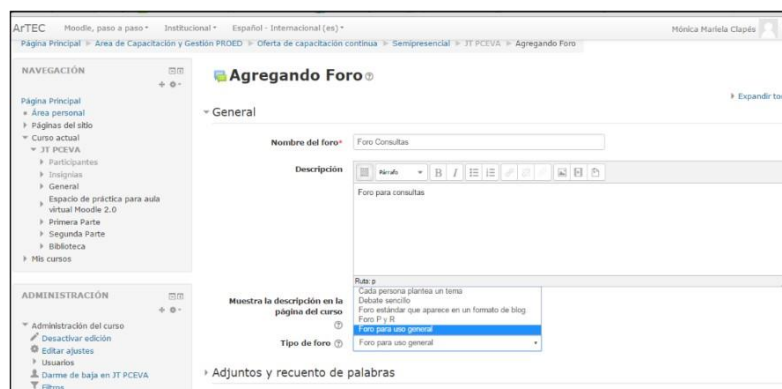 ArTEC Moodle, paso a paso Institucional Español - Internacional (es) Mónica Mariela Clapés
Página Principal Area de Capacitación y Gestión PROED Oferta de capacitación continua Semipresencial JT PCEVA Agregando Foro
NAVEGACIÓN
Página Principal
Área personal
Páginas del sitio
Curso actual
JT PCEVA
Participantes
Insignias
General
Espacio de práctica para aula
virtual Moodle 2.0
Primera Parte
Segunda Parte
Biblioteca
Mis cursos
ADMINISTRACIÓN
Administración del curso
Desactivar edición
Editar ajustes
Usuarios
Darme de baja en JT PCEVA
Filtros
Agregando Foro
Expandir to
General
Nombre del foro* Foro Consultas
Descripción
Párrafo B I
Foro para consultas
Ruta: p
Muestra la descripción en la
página del curso
Cada persona plantea un tema
Debate sencillo
Foro estándar que aparece en un formato de blog
Foro P y R
Foro para uso general
Tipo de foro Foro para uso general
Adjuntos y recuento de palabras